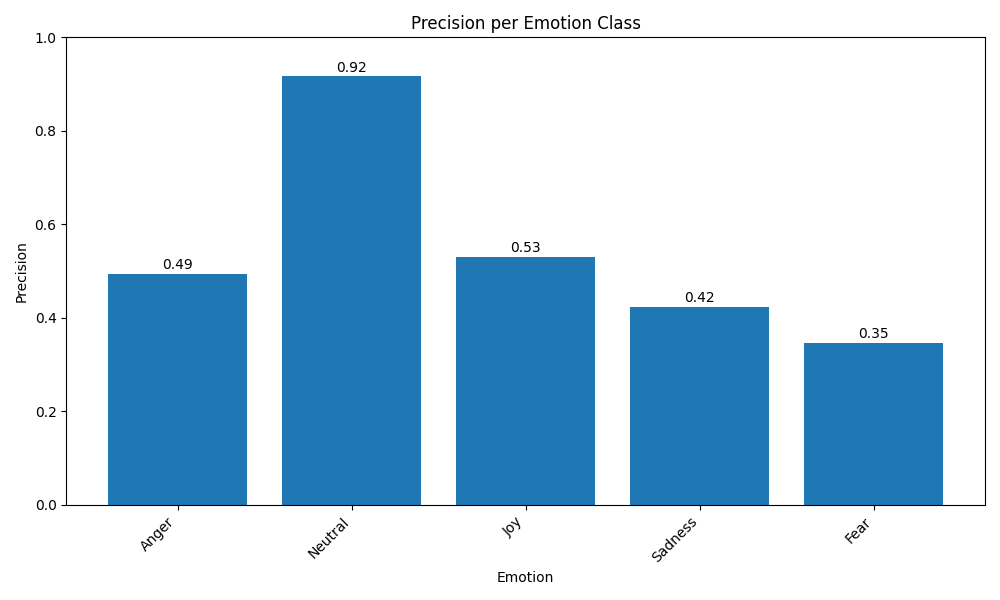 Precision per Emotion Class
1.0
0.8
0.6
0.4
0.2
0.0
Precision
0.49
0.92
0.53
0.42
0.35
Anger
Neutral
Joy
Sadness
Fear
Emotion